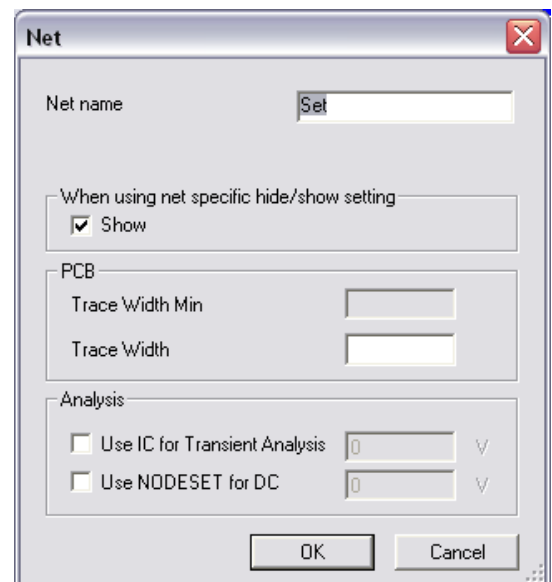 Net
Net name Set
When using net specific hide/show setting
Show
PCB
Trace Width Min
Trace Width
Analysis
Use IC for Transient Analysis 0 V
Use NODESET for DC 0 V
OK Cancel